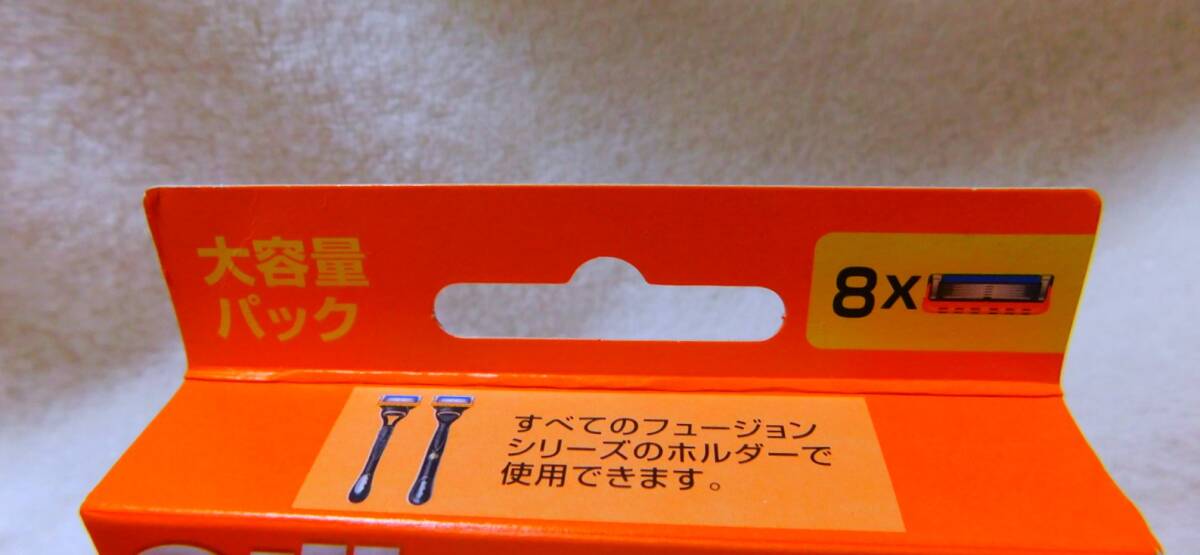 大容量
パック
8x
すべてのフュージョン
シリーズのホルダーで
使用できます。